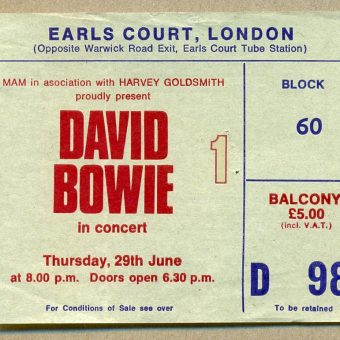 EARLS COURT, LONDON
(Opposite Warwick Road Exit, Earls Court Tube Station)
MAM in asociation with HARVEY GOLDSMITH
proudly present
DAVID
BOWIE
in concert
1
Thursday, 29th June
at 8.00 p.m. Doors open 6.30 p.m.
For Conditions of Sale see over
BLOCK
60
BALCONY
£5.00
(incl. V.A.T.)
D 98
To be retained